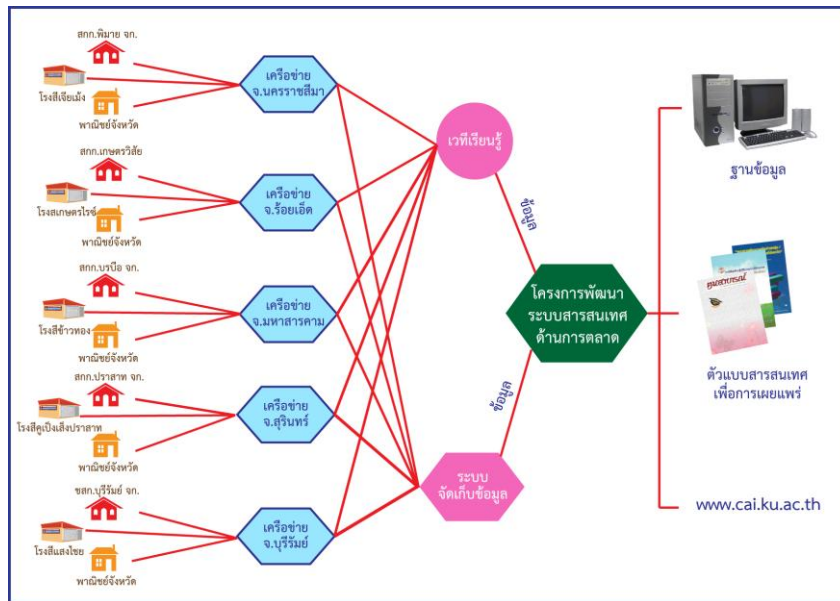 สกก.พิมาย จก.
โรงสีเจียเม้ง
พาณิชย์จังหวัด
เครือข่าย
จ.นครราชสีมา
สกก.เกษตรวิสัย
โรงสเกษตรไรซ์
พาณิชย์จังหวัด
เครือข่าย
จ.ร้อยเอ็ด
สกก.บรบือ จก.
โรงสีข้าวทอง
พาณิชย์จังหวัด
เครือข่าย
จ.มหาสารคาม
สกก.ปราสาท จก.
โรงสีคูเป็งเส็งปราสาท
พาณิชย์จังหวัด
เครือข่าย
จ.สุรินทร์
ชสก.บุรีรัมย์ จก.
โรงสีแสงไชย
พาณิชย์จังหวัด
เครือข่าย
จ.บุรีรัมย์
เวทีเรียนรู้
ข้อมูล
ระบบ
จัดเก็บข้อมูล
ข้อมูล
โครงการพัฒนา
ระบบสารสนเทศ
ด้านการตลาด
ฐานข้อมูล
ตัวแบบสารสนเทศ
เพื่อการเผยแพร่
www.cai.ku.ac.th